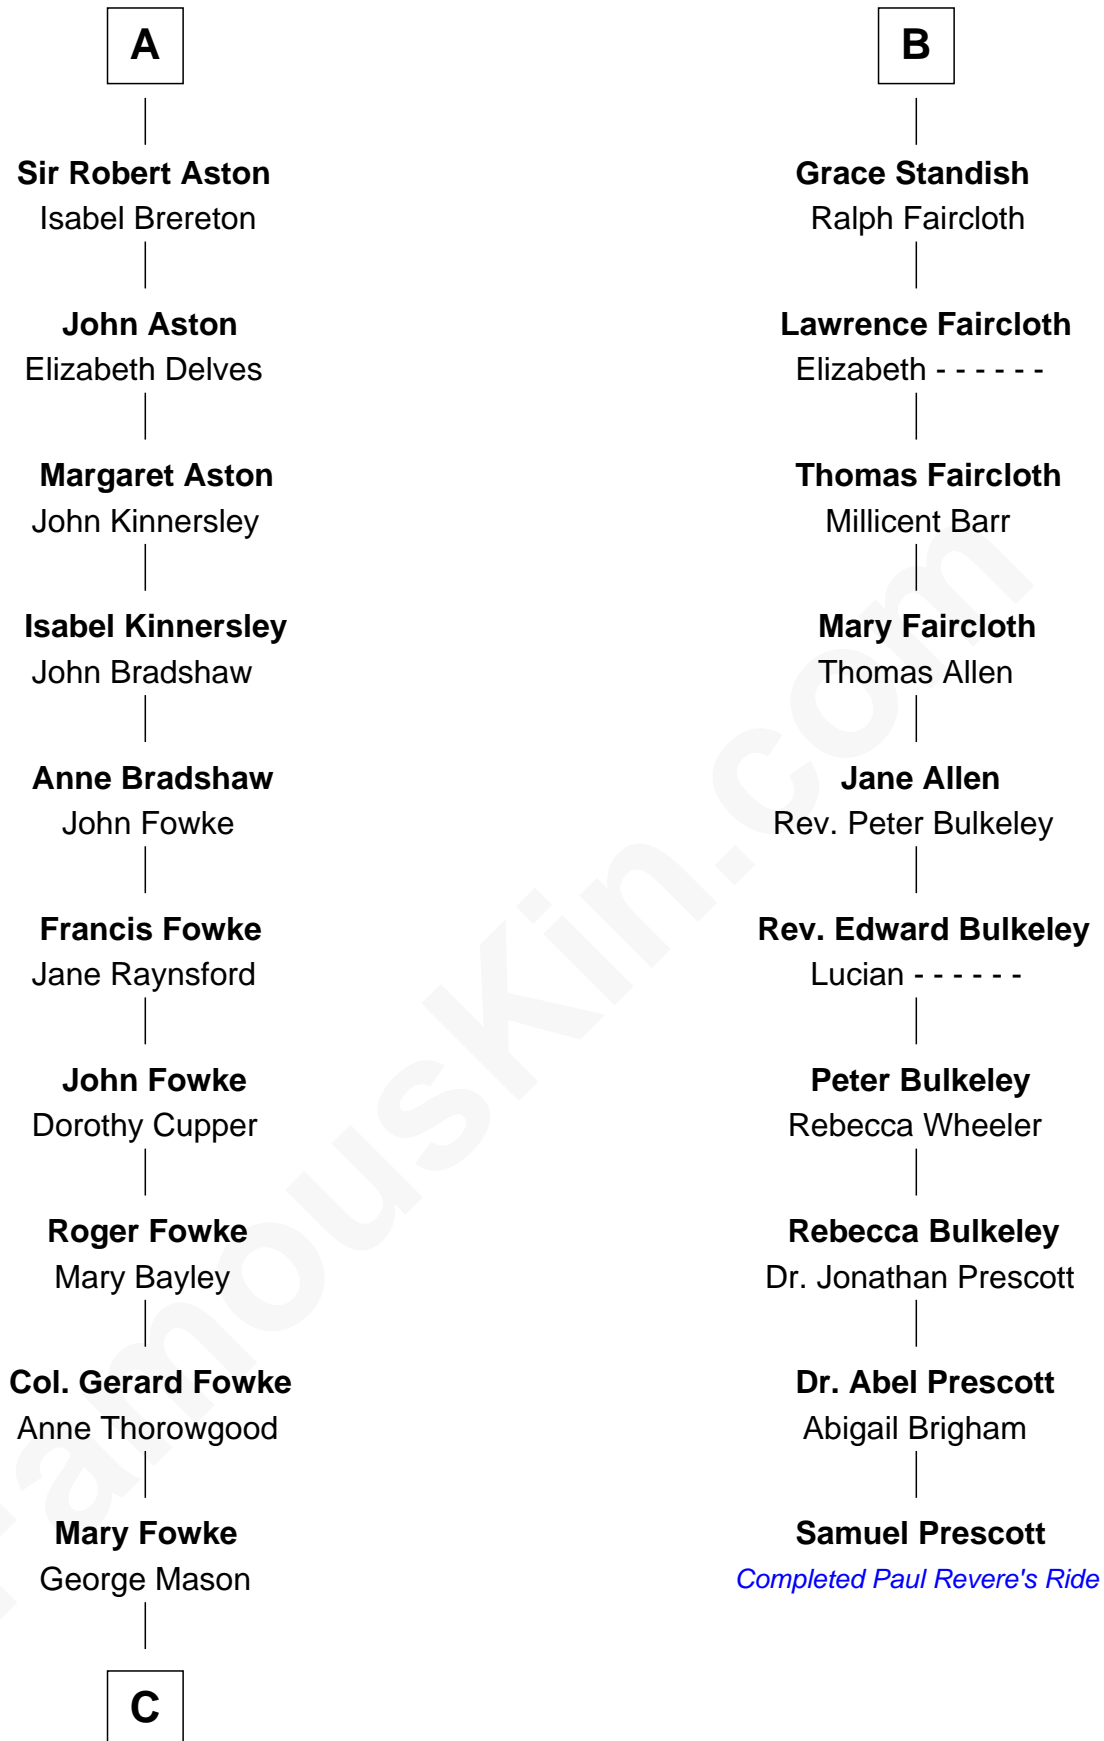 A
Sir Robert Aston
Isabel Brereton
John Aston
Elizabeth Delves
Margaret Aston
John Kinnersley
Isabel Kinnersley
John Bradshaw
Anne Bradshaw
John Fowke
Francis Fowke
Jane Raynsford
John Fowke
Dorothy Cupper
Roger Fowke
Mary Bayley
Col. Gerard Fowke
Anne Thorowgood
Mary Fowke
George Mason
C
B
Grace Standish
Ralph Faircloth
Lawrence Faircloth
Elizabeth - - - - - -
Thomas Faircloth
Millicent Barr
Mary Faircloth
Thomas Allen
Jane Allen
Rev. Peter Bulkeley
Rev. Edward Bulkeley
Lucian - - - - - -
Peter Bulkeley
Rebecca Wheeler
Rebecca Bulkeley
Dr. Jonathan Prescott
Dr. Abel Prescott
Abigail Brigham
Samuel Prescott
Completed Paul Revere's Ride
FamousKin.com